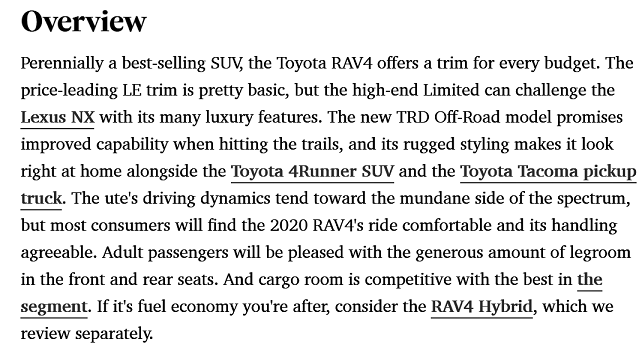 Overview
Perennially a best-selling SUV, the Toyota RAV4 offers a trim for every budget. The
price-leading LE trim is pretty basic, but the high-end Limited can challenge the
Lexus NX with its many luxury features. The new TRD Off-Road model promises
improved capability when hitting the trails, and its rugged styling makes it look
right at home alongside the Toyota 4Runner SUV and the Toyota Tacoma pickup
truck. The ute's driving dynamics tend toward the mundane side of the spectrum,
but most consumers will find the 2020 RAV4's ride comfortable and its handling
agreeable. Adult passengers will be pleased with the generous amount of legroom
in the front and rear seats. And cargo room is competitive with the best in the
segment. If it's fuel economy you're after, consider the RAV4 Hybrid, which we
review separately.